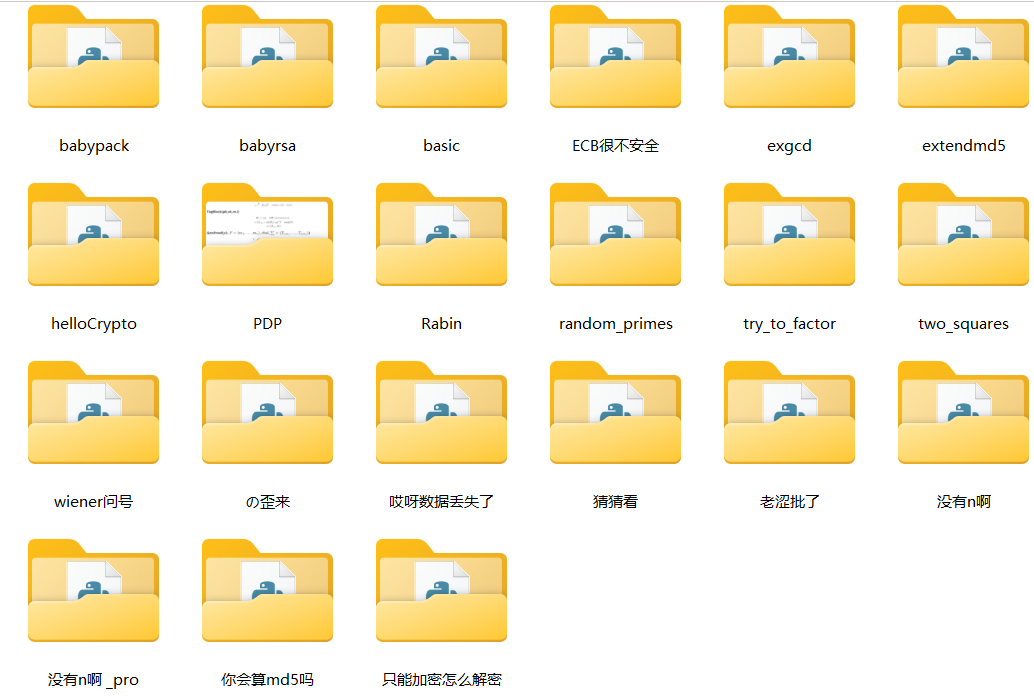 babypack
babyrsa
basic
ECB很不安全
exgcd
extendmd5
helloCrypto
PDP
Rabin
random_primes
try_to_factor
two_squares
wiener问号
の歪来
哎呀数据丢失了
猜猜看
老涩批了
没有n啊
没有n啊 _pro
你会算md5吗
只能加密怎么解密